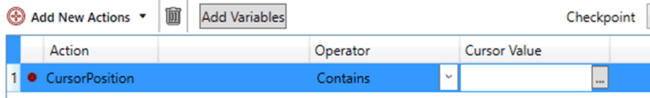 Add New Actions Add Variables Checkpoint
Action Operator Cursor Value
1 CursorPosition Contains ...